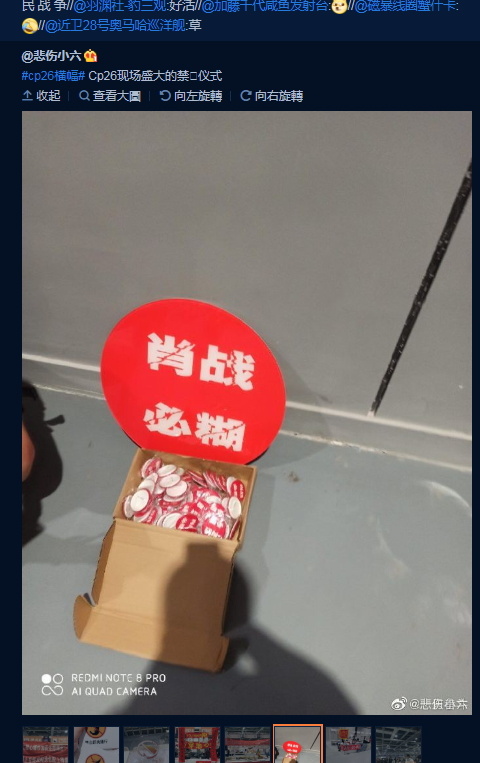 民 战 争//@羽渊社-豹三观:好活//@加藤千代咸鱼发射台://@磁暴线圈蟹什卡:
//@近卫28号奥马哈巡洋舰:草
@悲伤小六
#cp26横幅# Cp26现场盛大的禁□仪式
收起 查看大圖 向左旋轉 向右旋轉
肖战
必糊
REDMI NOTE 8 PRO
AI QUAD CAMERA
@悲伤小六